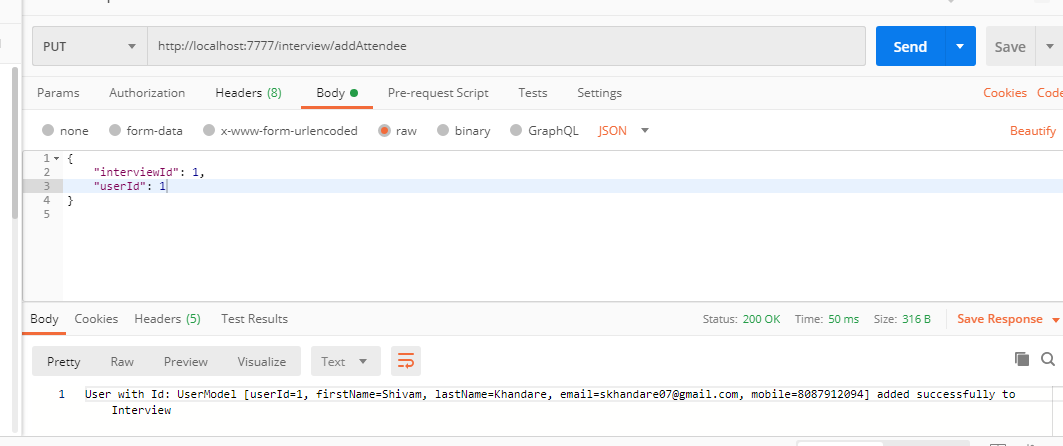 PUT http://localhost:7777/interview/addAttendee Send Save
Params Authorization Headers (8) Body Pre-request Script Tests Settings Cookies Code
none form-data x-www-form-urlencoded raw binary GraphQL JSON Beautify
1 {
2 "interviewId": 1,
3 "userId": 1
4 }
5
Body Cookies Headers (5) Test Results Status: 200 OK Time: 50 ms Size: 316 B Save Response
Pretty Raw Preview Visualize Text
1 User with Id: UserModel [userId=1, firstName=Shivam, lastName=Khandare, email=skhandare07@gmail.com, mobile=8087912094] added successfully to
Interview